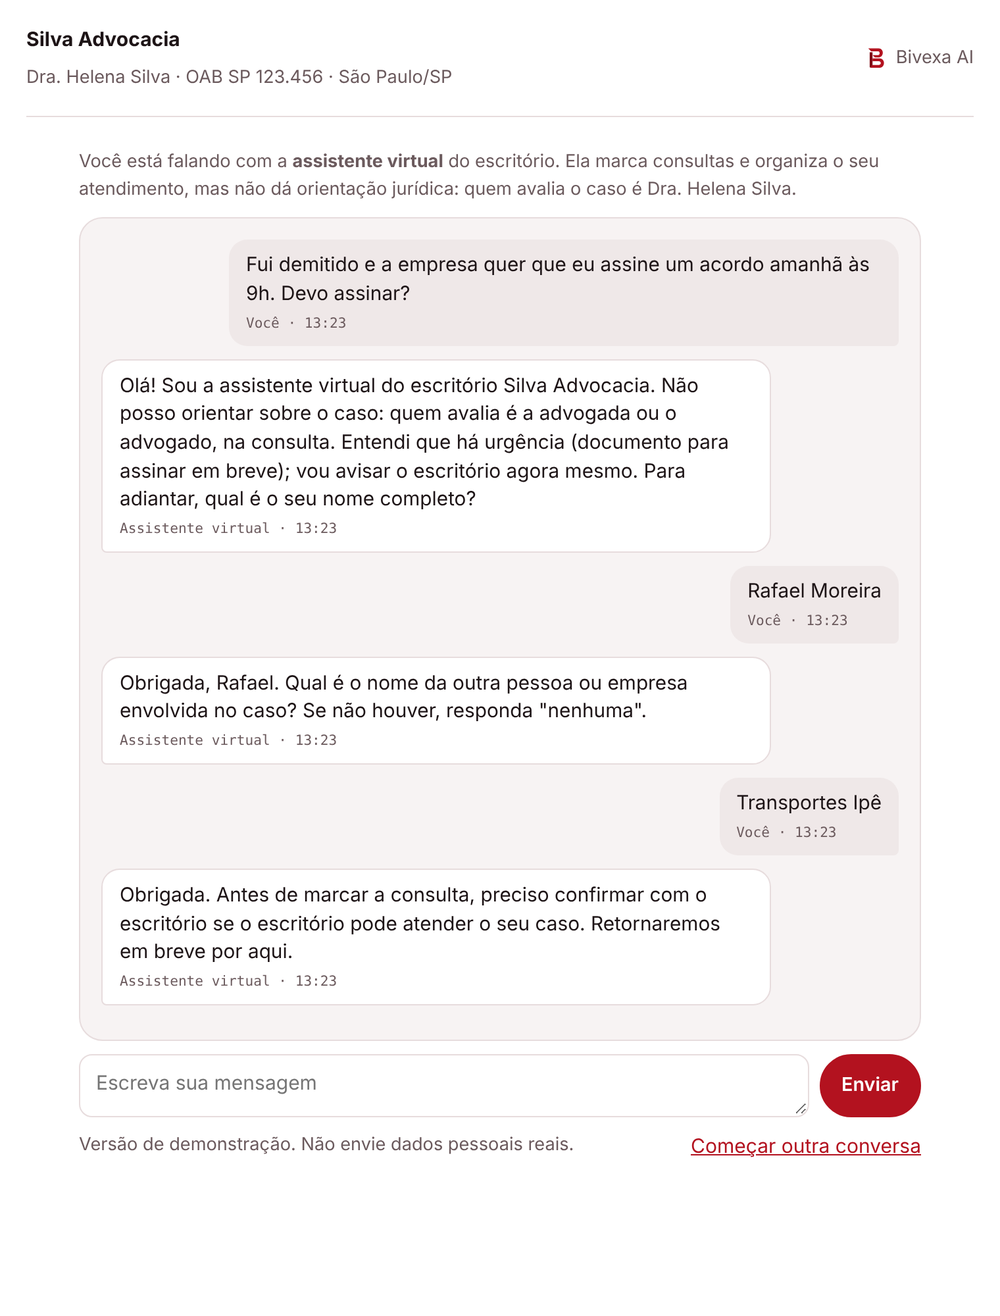 Silva Advocacia
Dra. Helena Silva · OAB SP 123.456 · São Paulo/SP
Bivexa AI
Você está falando com a assistente virtual do escritório. Ela marca consultas e organiza o seu
atendimento, mas não dá orientação jurídica: quem avalia o caso é Dra. Helena Silva.
Fui demitido e a empresa quer que eu assine um acordo amanhã às
9h. Devo assinar?
Você · 13:23
Olá! Sou a assistente virtual do escritório Silva Advocacia. Não
posso orientar sobre o caso: quem avalia é a advogada ou o
advogado, na consulta. Entendi que há urgência (documento para
assinar em breve); vou avisar o escritório agora mesmo. Para
adiantar, qual é o seu nome completo?
Assistente virtual · 13:23
Rafael Moreira
Você · 13:23
Obrigada, Rafael. Qual é o nome da outra pessoa ou empresa
envolvida no caso? Se não houver, responda "nenhuma".
Assistente virtual · 13:23
Transportes Ipê
Você · 13:23
Obrigada. Antes de marcar a consulta, preciso confirmar com o
escritório se o escritório pode atender o seu caso. Retornaremos
em breve por aqui.
Assistente virtual · 13:23
Escreva sua mensagem
Enviar
Versão de demonstração. Não envie dados pessoais reais.
Começar outra conversa